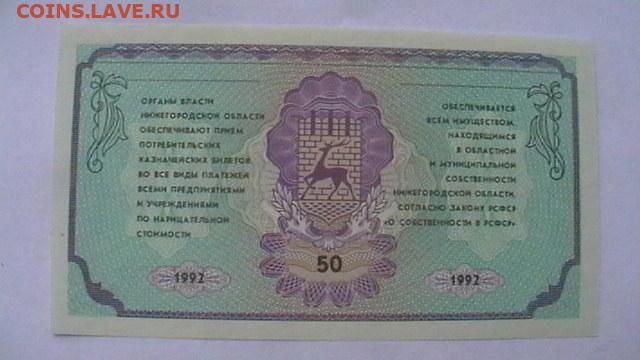 COINS.LAVE.RU
ОРГАНЫ ВЛАСТИ
НИЖЕГОРОДСКОЙ ОБЛАСТИ
ОБЕСПЕЧИВАЮТ ПРИЕМ
ПОТРЕБИТЕЛЬСКИХ
КАЗНАЧЕЙСКИХ БИЛЕТОВ
ВО ВСЕ ВИДЫ ПЛАТЕЖЕЙ
ВСЕМИ ПРЕДПРИЯТИЯМИ
И УЧРЕЖДЕНИЯМИ
ПО НАРИЦАТЕЛЬНОЙ
СТОИМОСТИ
ОБЕСПЕЧИВАЕТСЯ
ВСЕМ ИМУЩЕСТВОМ,
НАХОДЯЩИМСЯ
В ОБЛАСТНОЙ
И МУНИЦИПАЛЬНОЙ
СОБСТВЕННОСТИ
НИЖЕГОРОДСКОЙ ОБЛАСТИ,
СОГЛАСНО ЗАКОНУ РСФСР
«О СОБСТВЕННОСТИ В РСФСР»
1992
50
1992